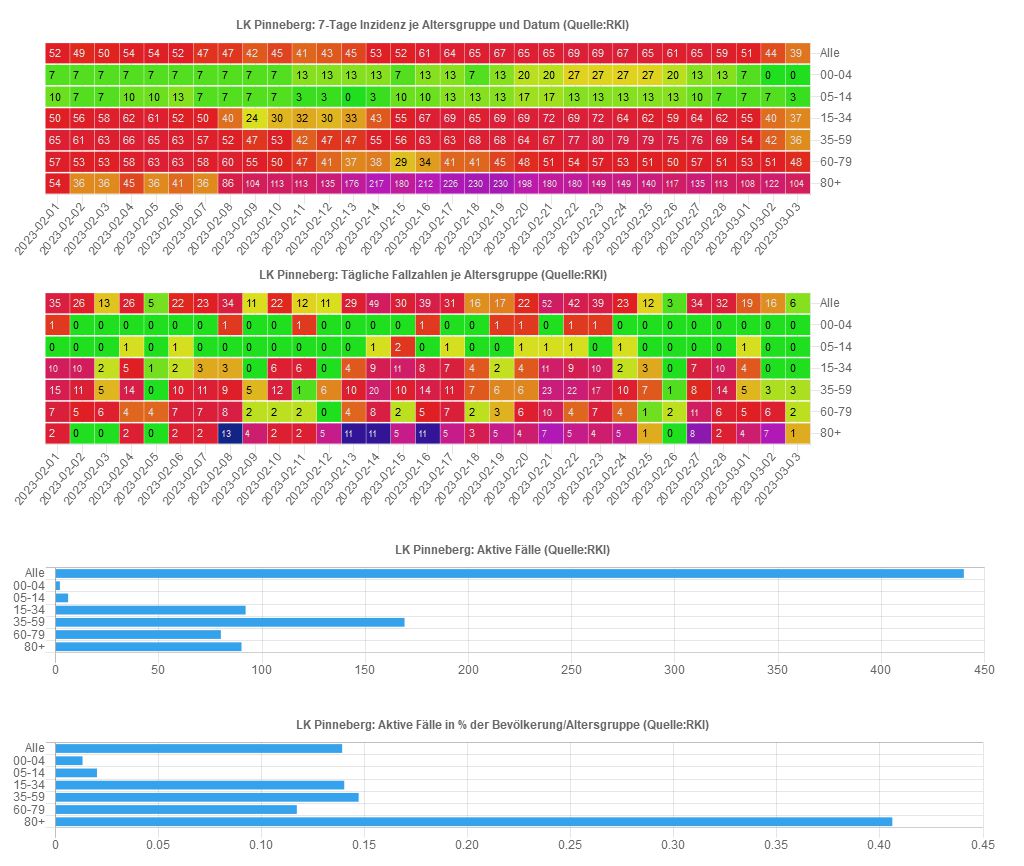 LK Pinneberg: 7-Tage Inzidenz je Altersgruppe und Datum (Quelle:RKI)
52 49 50 54 54 52 47 47 42 45 41 43 45 53 52 61 64 65 67 65 65 69 69 67 65 61 65 59 51 44 39 Alle
7 7 7 7 7 7 7 7 7 7 13 13 13 13 7 13 13 7 13 20 20 27 27 27 27 20 13 13 7 0 0 00-04
10 7 7 10 10 13 7 7 7 7 3 3 0 3 10 10 13 13 13 17 17 13 13 13 13 13 10 7 7 7 3 05-14
50 56 58 62 61 52 50 40 24 30 32 30 33 43 55 67 69 65 69 69 72 69 72 64 62 59 64 62 55 40 37 15-34
65 61 63 66 65 63 57 52 47 53 42 47 47 55 56 63 63 68 68 64 67 77 80 79 79 75 76 69 54 42 36 35-59
57 53 53 58 63 63 58 60 55 50 47 41 37 38 29 34 41 41 45 48 51 54 57 53 51 50 57 51 53 51 48 60-79
54 36 36 45 36 41 36 86 104 113 113 135 176 217 180 212 226 230 230 198 180 180 149 149 140 117 135 113 108 122 104 80+
2023-02-01 2023-02-02 2023-02-03 2023-02-04 2023-02-05 2023-02-06 2023-02-07 2023-02-08 2023-02-09 2023-02-10 2023-02-11 2023-02-12 2023-02-13 2023-02-14 2023-02-15 2023-02-16 2023-02-17 2023-02-18 2023-02-19 2023-02-20 2023-02-21 2023-02-22 2023-02-23 2023-02-24 2023-02-25 2023-02-26 2023-02-27 2023-02-28 2023-03-01 2023-03-02 2023-03-03
LK Pinneberg: Tägliche Fallzahlen je Altersgruppe (Quelle:RKI)
35 26 13 26 5 22 23 34 11 22 12 11 29 49 30 39 31 16 17 22 52 42 39 23 12 3 34 32 19 16 6 Alle
1 0 0 0 0 0 0 1 0 0 1 0 0 0 0 1 0 0 1 1 0 1 1 0 0 0 0 0 0 0 0 00-04
0 0 0 1 0 1 0 0 0 0 0 0 0 1 2 0 1 0 0 1 1 1 0 1 0 0 0 0 1 0 0 05-14
10 10 2 5 1 2 3 3 0 6 6 0 4 9 11 8 7 4 2 4 11 9 10 2 3 0 7 10 4 0 0 15-34
15 11 5 14 0 10 11 9 5 12 1 6 10 20 10 14 11 7 6 6 23 22 17 10 7 1 8 14 5 3 3 35-59
7 5 6 4 4 7 7 8 2 2 2 0 4 8 2 5 7 2 3 6 10 4 7 4 1 2 11 6 5 6 2 60-79
2 0 0 2 0 2 2 13 4 2 2 5 11 11 5 11 5 3 5 4 7 5 4 5 1 0 8 2 4 7 1 80+
2023-02-01 2023-02-02 2023-02-03 2023-02-04 2023-02-05 2023-02-06 2023-02-07 2023-02-08 2023-02-09 2023-02-10 2023-02-11 2023-02-12 2023-02-13 2023-02-14 2023-02-15 2023-02-16 2023-02-17 2023-02-18 2023-02-19 2023-02-20 2023-02-21 2023-02-22 2023-02-23 2023-02-24 2023-02-25 2023-02-26 2023-02-27 2023-02-28 2023-03-01 2023-03-02 2023-03-03
LK Pinneberg: Aktive Fälle (Quelle:RKI)
Alle
00-04
05-14
15-34
35-59
60-79
80+
0 50 100 150 200 250 300 350 400 450
LK Pinneberg: Aktive Fälle in % der Bevölkerung/Altersgruppe (Quelle:RKI)
Alle
00-04
05-14
15-34
35-59
60-79
80+
0 0.05 0.10 0.15 0.20 0.25 0.30 0.35 0.40 0.45